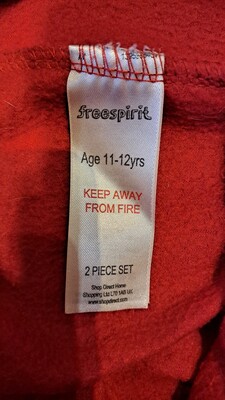 freespirit.
Age 11-12yrs
KEEP AWAY
FROM FIRE
2 PIECE SET
Shop Direct Home
Shopping Ltd L70 1AB UK
www.shopdirect.com